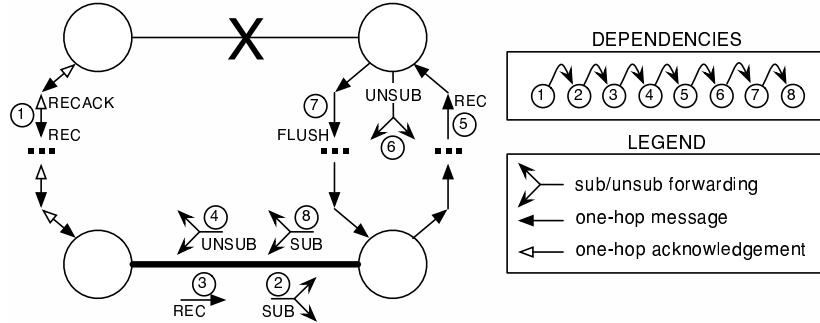 X
DEPENDENCIES
1 2 3 4 5 6 7 8
LEGEND
sub/unsub forwarding
one-hop message
one-hop acknowledgement
1
RECACK
REC
7
FLUSH
UNSUB
6
REC
5
4
UNSUB
8
SUB
3
REC
2
SUB